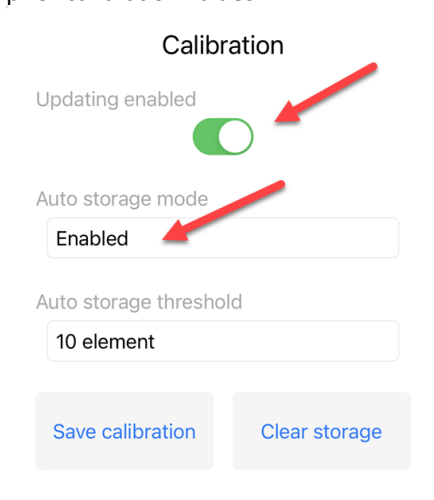 Calibration
Updating enabled
Auto storage mode
Enabled
Auto storage threshold
10 element
Save calibration
Clear storage